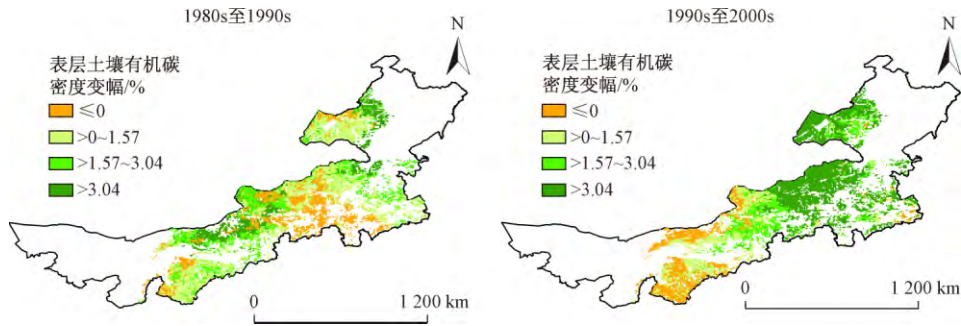 1980s至1990s
N
表层土壤有机碳
密度变幅/%
≤0
>0~1.57
>1.57~3.04
>3.04
0 1 200 km
1990s至2000s
N
表层土壤有机碳
密度变幅/%
≤0
>0~1.57
>1.57~3.04
>3.04
0 1 200 km